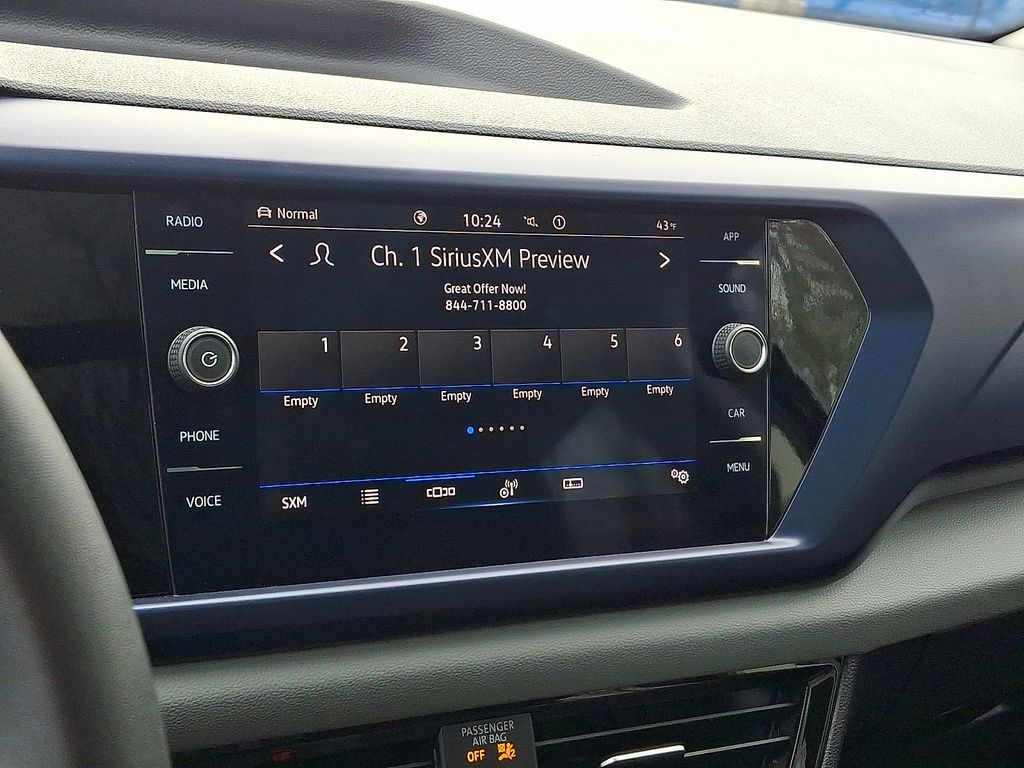 RADIO
MEDIA
PHONE
VOICE
Normal
10:24
1
43°F
Ch. 1 SiriusXM Preview
Great Offer Now!
844-711-8800
1 2 3 4 5 6
Empty Empty Empty Empty Empty Empty
SXM
APP
SOUND
CAR
MENU
PASSENGER
AIR BAG
OFF 2